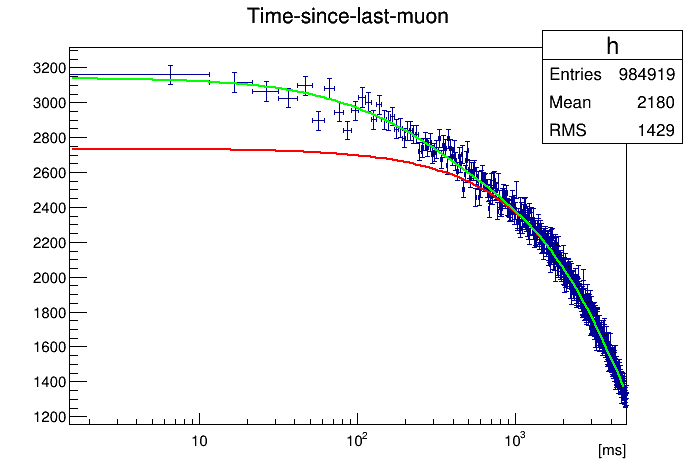 Time-since-last-muon
h
Entries 984919
Mean 2180
RMS 1429
3200
3000
2800
2600
2400
2200
2000
1800
1600
1400
1200
10 10² 10³
[ms]